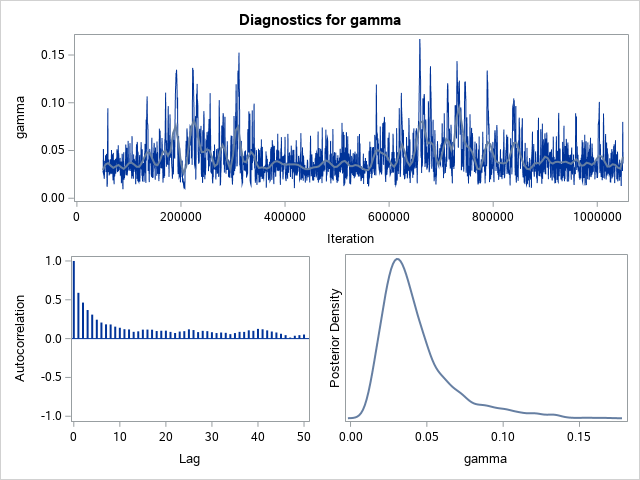 Diagnostics for gamma
gamma
0.15
0.10
0.05
0.00
0 200000 400000 600000 800000 1000000
Iteration
Autocorrelation
1.0
0.5
0.0
-0.5
-1.0
0 10 20 30 40 50
Lag
Posterior Density
0.00 0.05 0.10 0.15
gamma